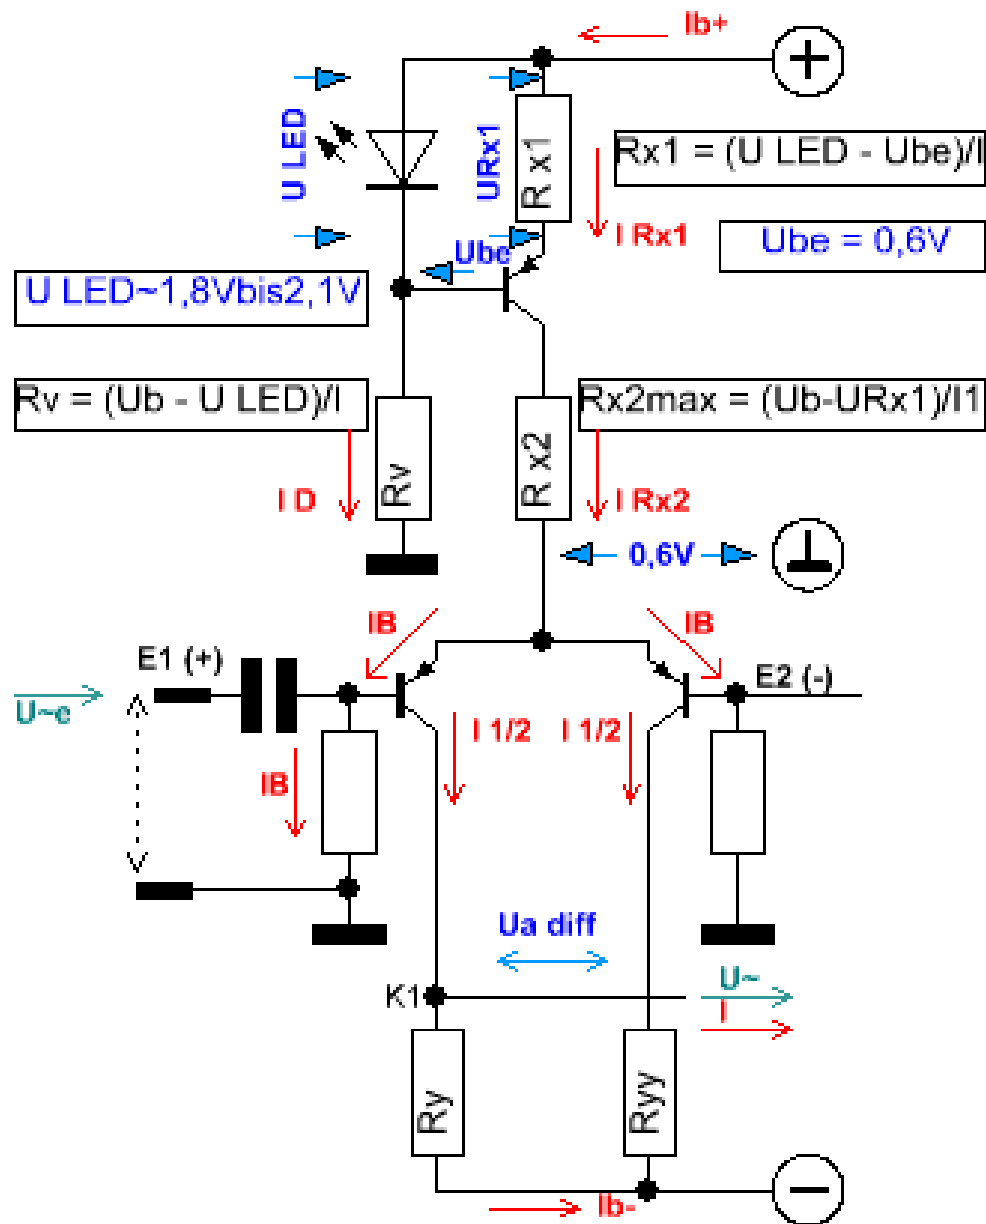 Ib+
U LED
URx1
R x1
Rx1 = (U LED - Ube)/I
I Rx1
Ube
Ube = 0,6V
U LED~1,8Vbis2,1V
Rv = (Ub - U LED)/I
Rx2max = (Ub-URx1)/I1
I D
Rv
R x2
I Rx2
0,6V
IB
IB
E1 (+)
E2 (-)
U~e
I 1/2
I 1/2
IB
Ua diff
K1
U~
I
Ry
Ryy
Ib-